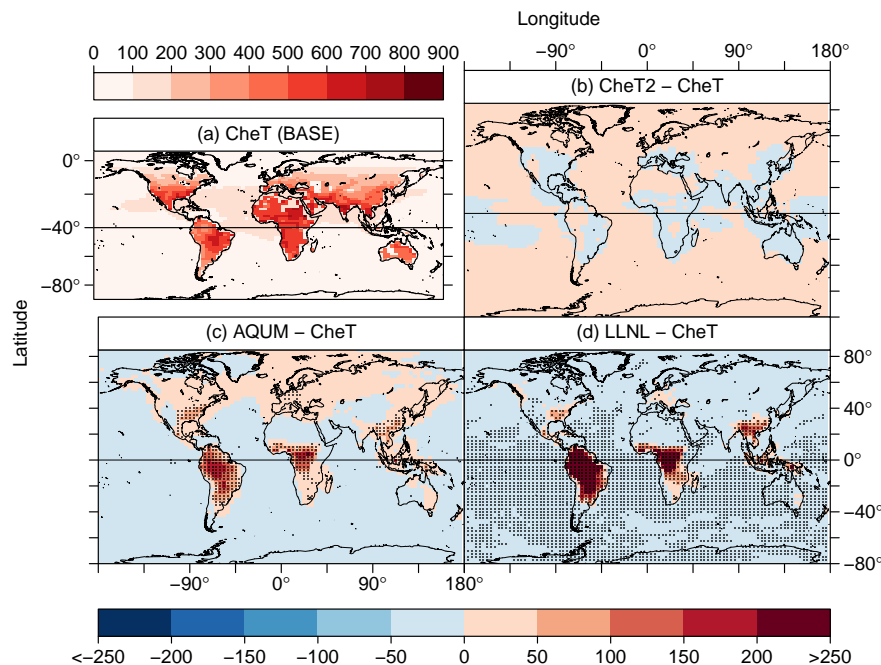 Longitude
0 100 200 300 400 500 600 700 800 900
−90° 0° 90° 180°
(b) CheT2 − CheT
(a) CheT (BASE)
0°
−40°
−80°
Latitude
(c) AQUM − CheT
(d) LLNL − CheT
80°
40°
0°
−40°
−80°
−90° 0° 90° 180°
<−250 −200 −150 −100 −50 0 50 100 150 200 >250